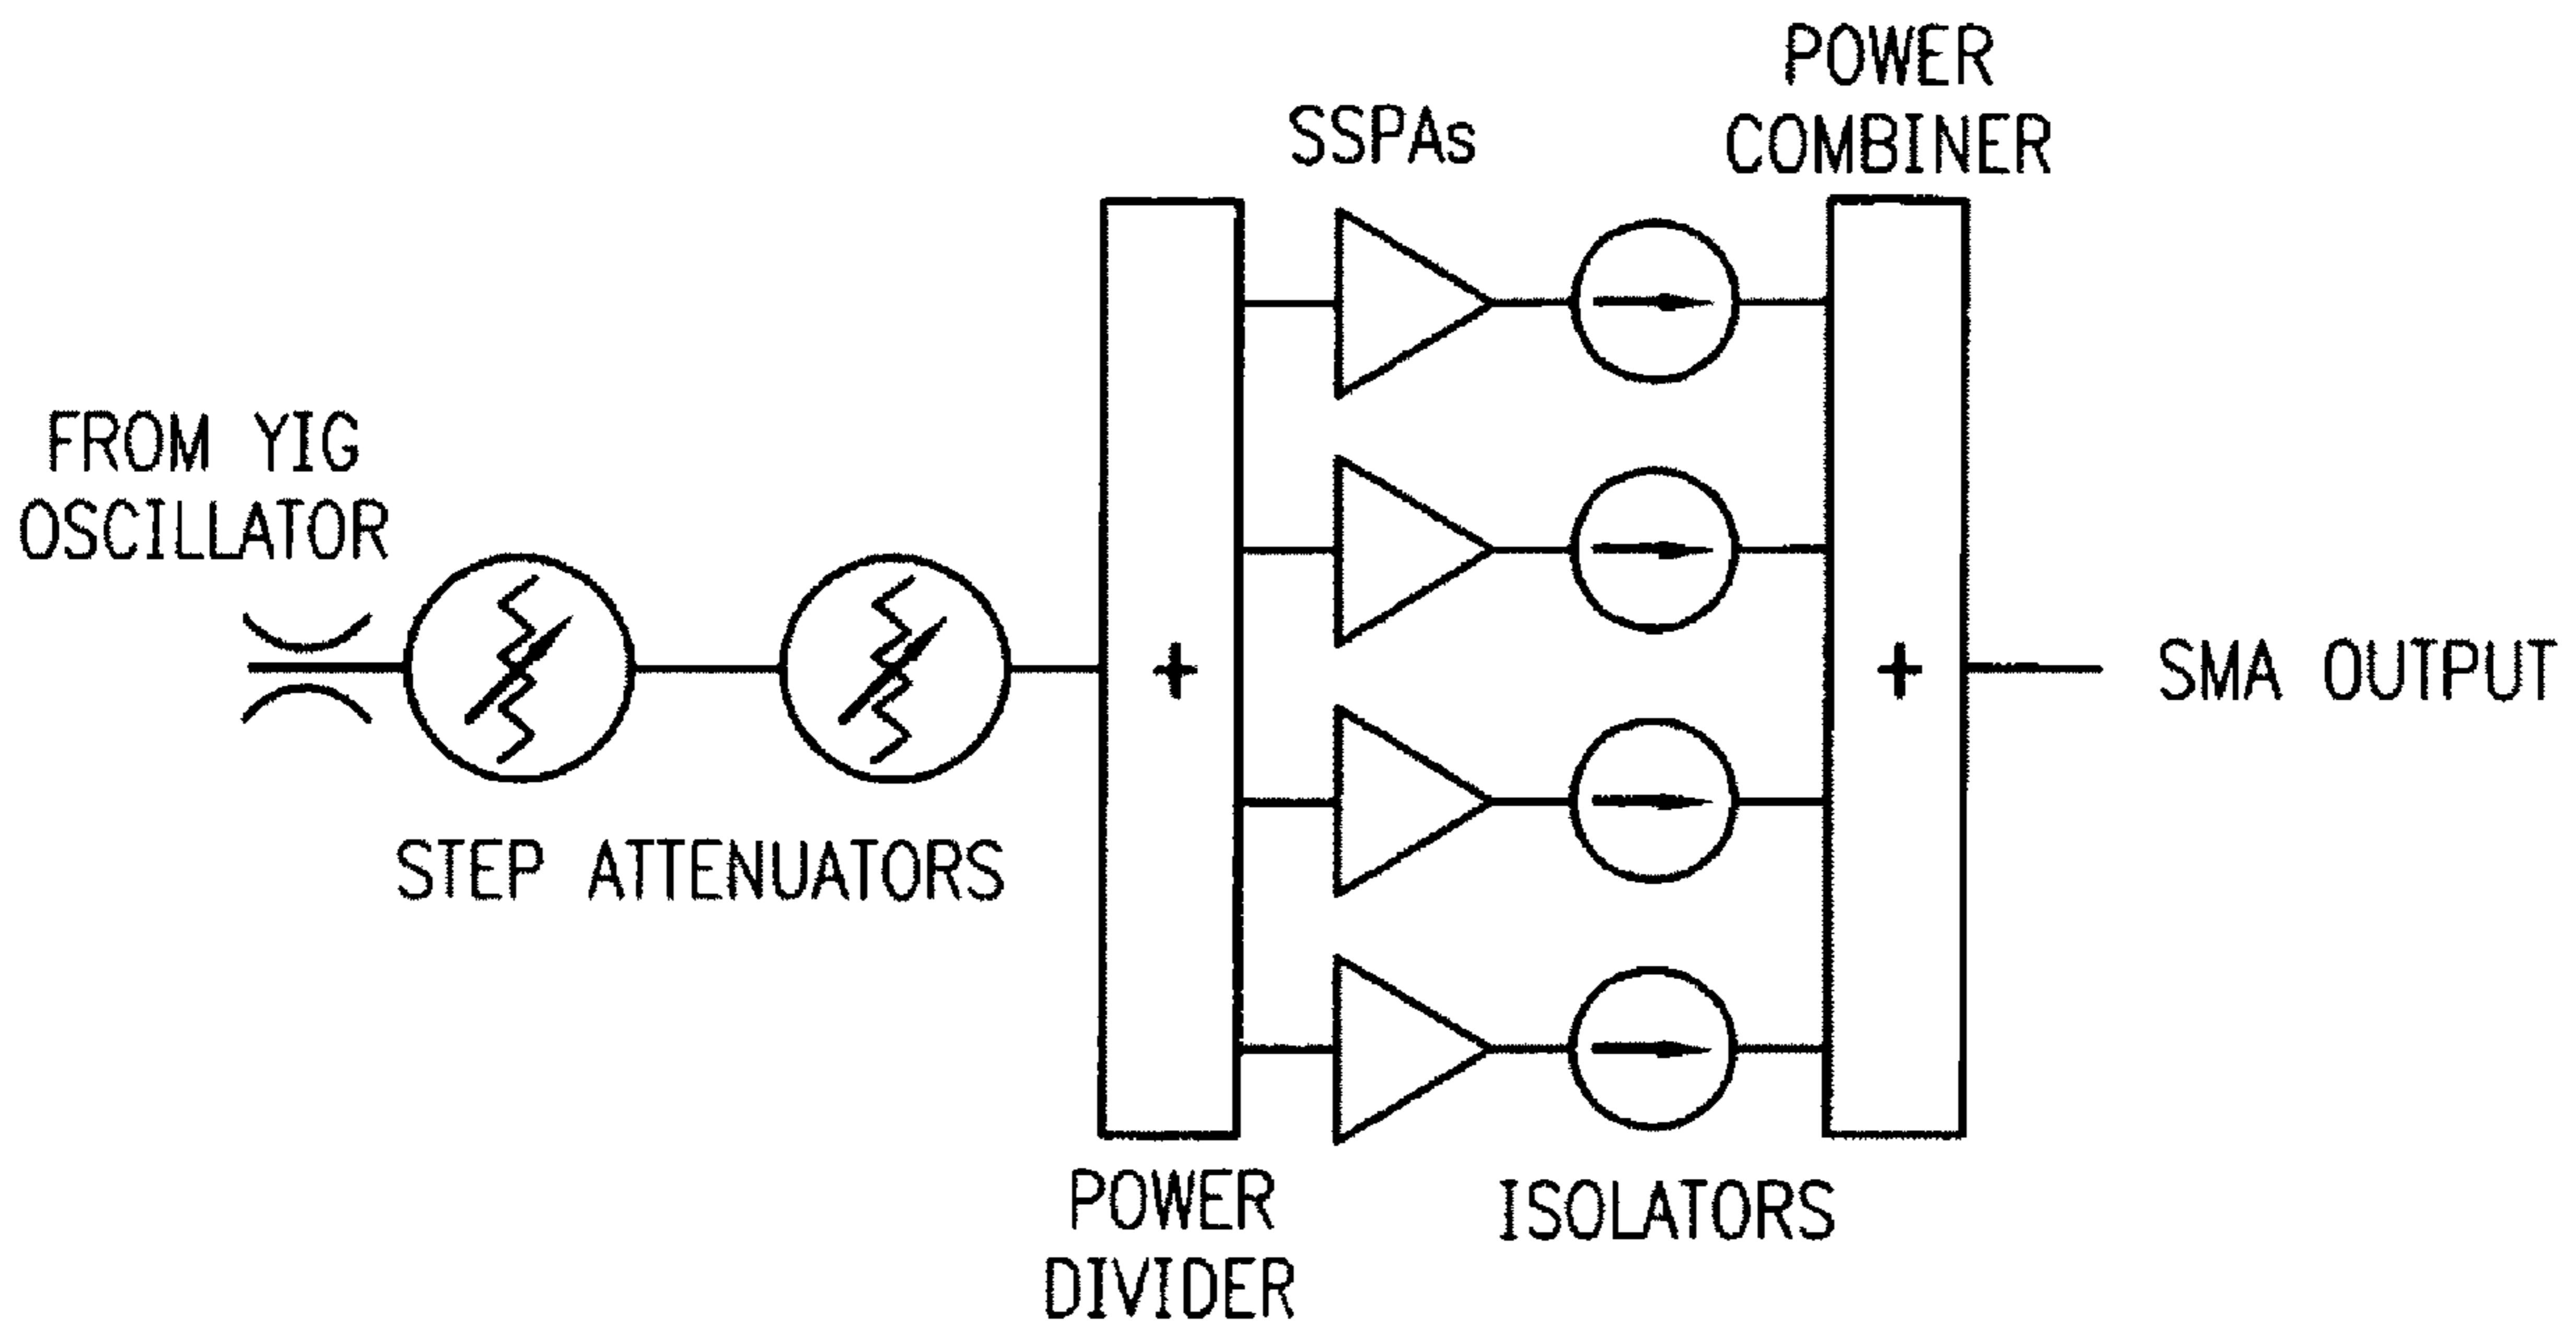 FROM YIG
OSCILLATOR
STEP ATTENUATORS
+
POWER
DIVIDER
SSPAs
ISOLATORS
POWER
COMBINER
+
SMA OUTPUT